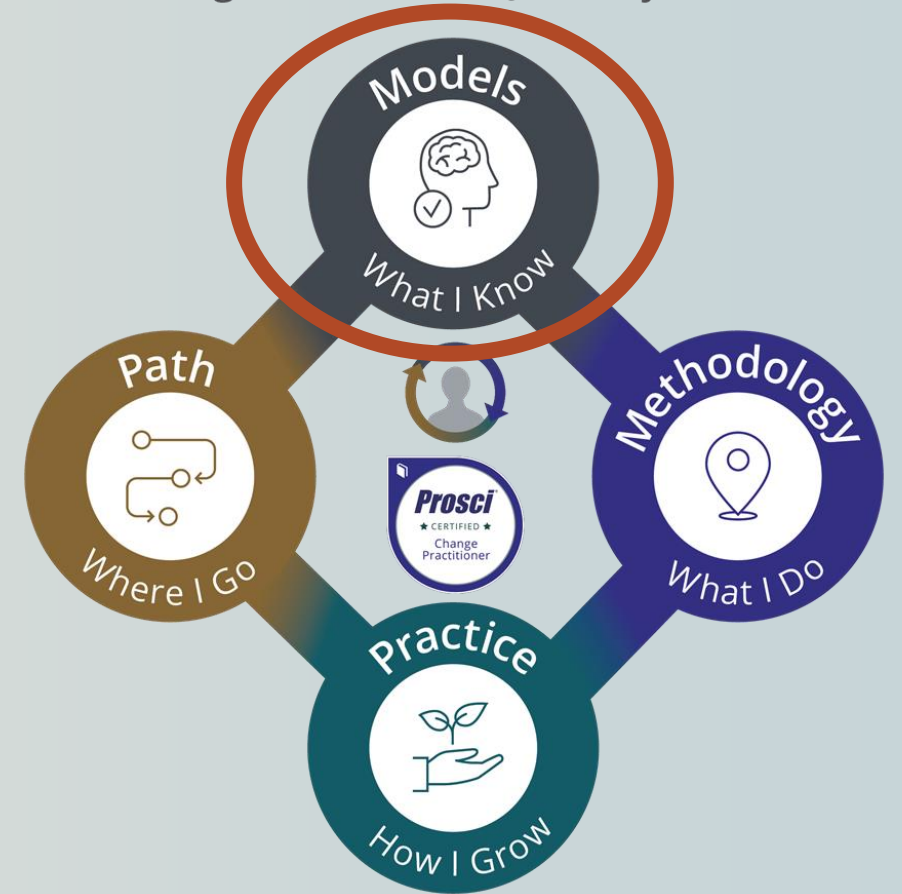 Models
What I Know
Path
Where I Go
Methodology
What I Do
Prosci
★ CERTIFIED ★
Change
Practitioner
Practice
How I Grow